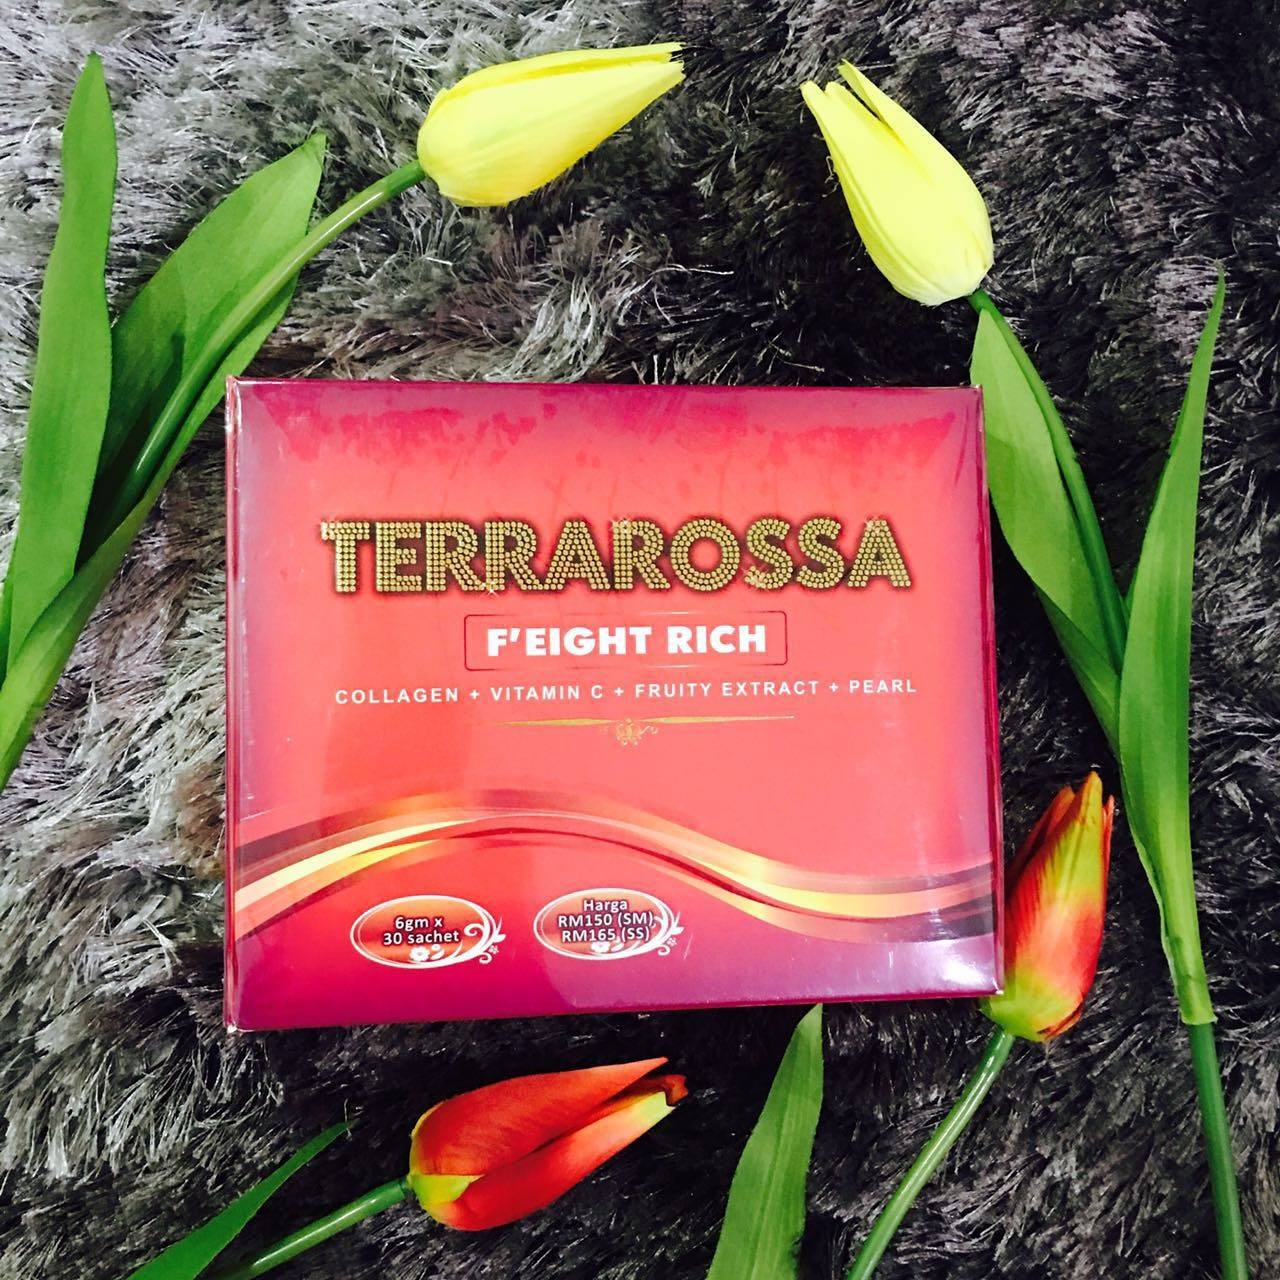 TERRAROSSA
F'EIGHT RICH
COLLAGEN + VITAMIN C + FRUITY EXTRACT + PEARL
6gm x
30 sachet
Harga
RM150 (SM)
RM165 (SS)